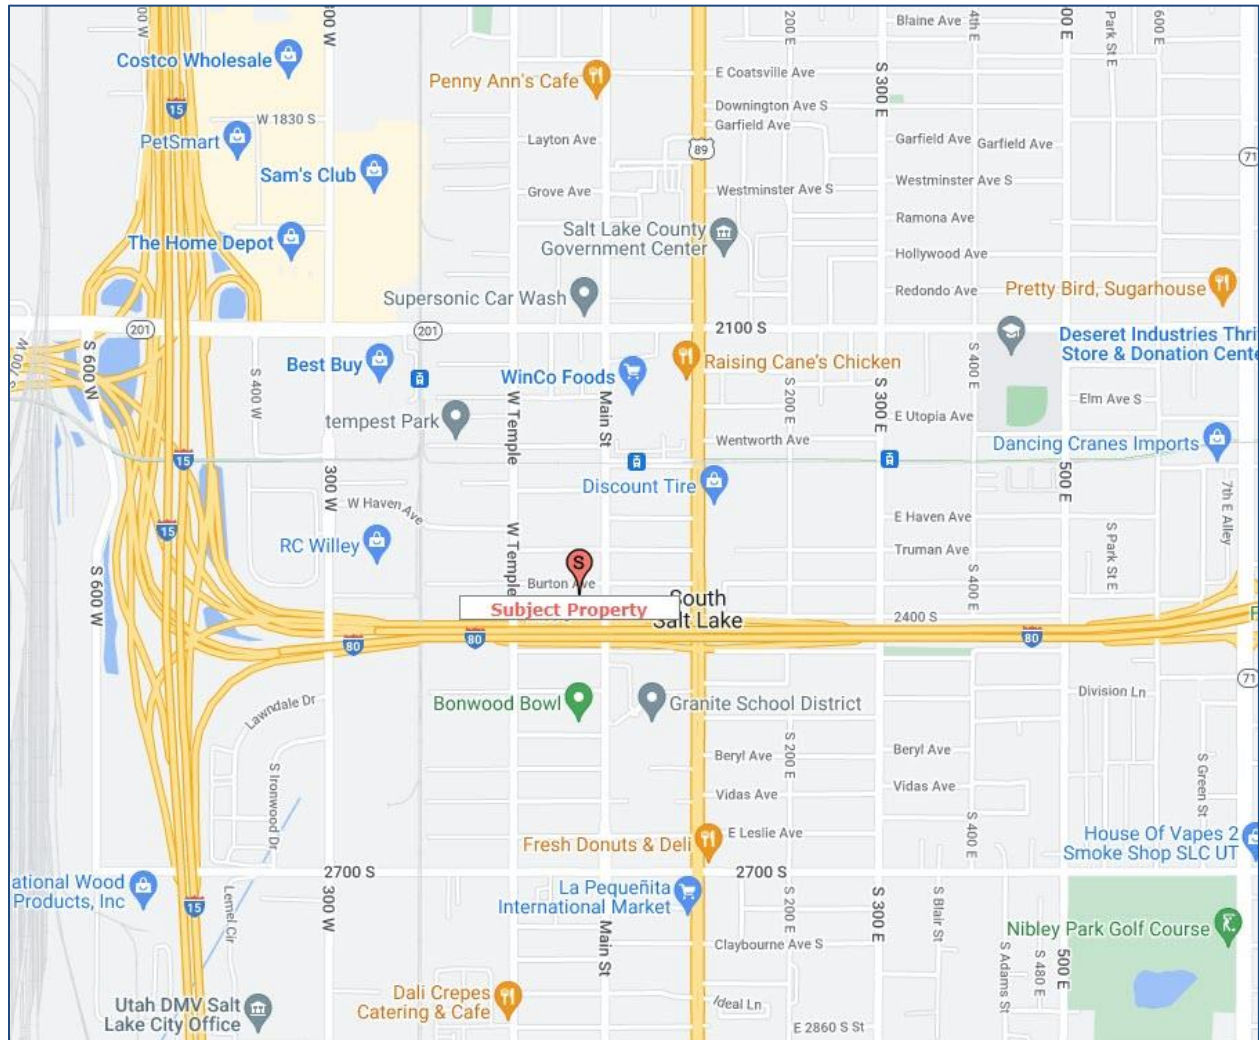 200 E
4th E
Blaine Ave
Park St E
600 E
Costco Wholesale
Penny Ann's Cafe
E Coatsville Ave
15
W 1830 S
Downington Ave S
Garfield Ave
S 300 E
PetSmart
Layton Ave
89
Garfield Ave
Garfield Ave
71
Sam's Club
Grove Ave
Westminster Ave S
Westminster Ave S
Ramona Ave
The Home Depot
Salt Lake County
Government Center
Hollywood Ave
Supersonic Car Wash
Redondo Ave
Pretty Bird, Sugarhouse
201
201
2100 S
S 700 W
S 600 W
Best Buy
S 400 W
WinCo Foods
Raising Cane's Chicken
Deseret Industries Thri
Store & Donation Cente
S 400 E
S 200 E
S 300 E
Elm Ave S
tempest Park
W Temple
Main St
E Utopia Ave
Wentworth Ave
Dancing Cranes Imports
15
300 W
Discount Tire
500 E
7th E Alley
W Haven Ave
15
W Temple
E Haven Ave
S Park St E
RC Willey
Truman Ave
S
S 600 W
Burton Ave
S 400 E
Subject Property
South
Salt Lake
2400 S
80
80
80
Bonwood Bowl
Granite School District
Division Ln
71
Lawndale Dr
S 200 E
Beryl Ave
Beryl Ave
S Ironwood Dr
Vidas Ave
Vidas Ave
S Green St
Fresh Donuts & Deli
E Leslie Ave
S 400 E
House Of Vapes 2
Smoke Shop SLC UT
2700 S
2700 S
ational Wood
Products, Inc
La Pequeñita
International Market
15
Lemel Cir
300 W
Main St
S 200 E
S 300 E
S Blair St
Nibley Park Golf Course
Claybourne Ave S
S Adams St
S 480 E
500 E
Utah DMV Salt
Lake City Office
Dali Crepes
Catering & Cafe
Ideal Ln
E 2860 S St